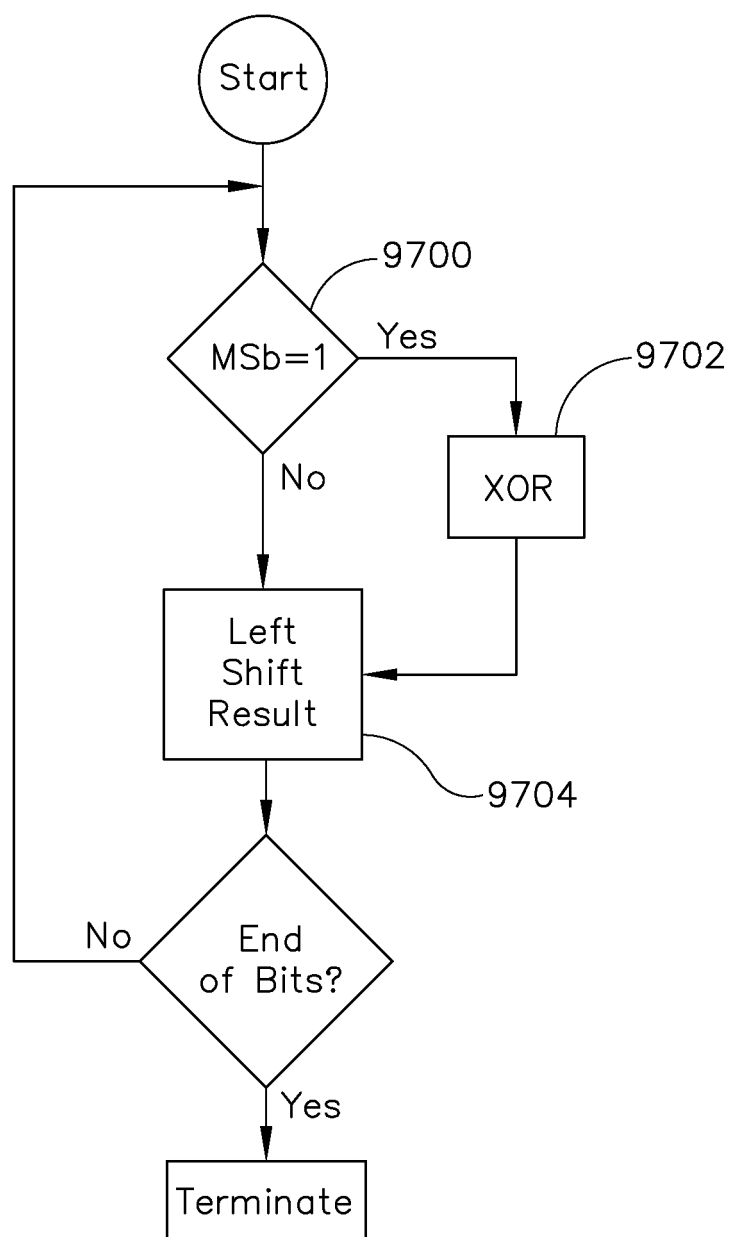 Start
9700
MSb=1
Yes
9702
XOR
No
Left
Shift
Result
9704
No
End
of Bits?
Yes
Terminate